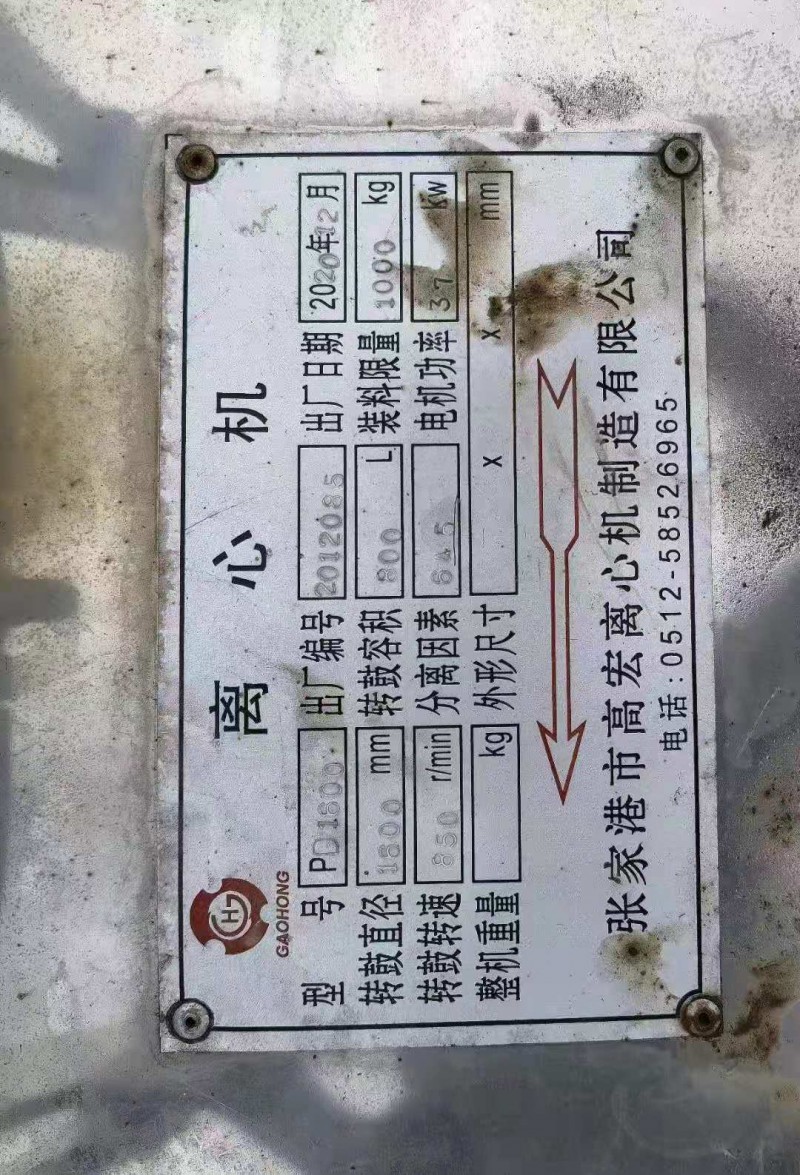 GAOHONG
离心机
型号 PD1800 出厂编号 2012085 出厂日期 2020年12月
转鼓直径 1800 mm 转鼓容积 800 L 装料限量 1000 kg
转鼓转速 850 r/min 分离因素 645 电机功率 37 kw
整机重量 kg 外形尺寸 x x mm
张家港市高宏离心机制造有限公司
电话:0512-58526965